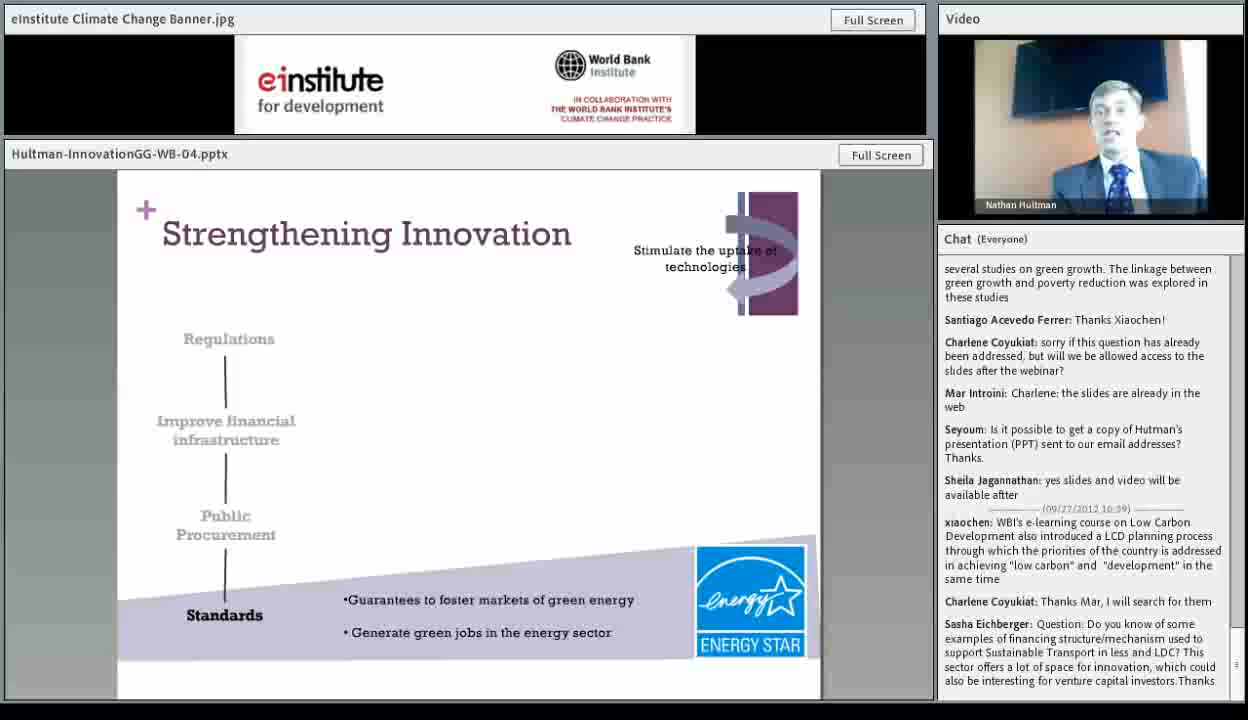 eInstitute Climate Change Banner.jpg
Full Screen
einstitute
for development
World Bank
Institute
IN COLLABORATION WITH
THE WORLD BANK INSTITUTE'S
CLIMATE CHANGE PRACTICE
Hultman-InnovationGG-WB-04.pptx
Full Screen
+
Strengthening Innovation
Stimulate the uptake of
technologies
Regulations
Improve financial
infrastructure
Public
Procurement
Standards
•Guarantees to foster markets of green energy
• Generate green jobs in the energy sector
energy
ENERGY STAR
Video
Nathan Hultman
Chat (Everyone)
several studies on green growth. The linkage between
green growth and poverty reduction was explored in
these studies
Santiago Acevedo Ferrer: Thanks Xiaochen!
Charlene Coyukiat: sorry if this question has already
been addressed, but will we be allowed access to the
slides after the webinar?
Mar Introini: Charlene: the slides are already in the
web
Seyoum: Is it possible to get a copy of Hutman's
presentation (PPT) sent to our email addresses?
Thanks.
Sheila Jagannathan: yes slides and video will be
available after
(09/27/2012 10:39)
xiaochen: WBI's e-learning course on Low Carbon
Development also introduced a LCD planning process
through which the priorities of the country is addressed
in achieving "low carbon" and "development" in the
same time
Charlene Coyukiat: Thanks Mar, I will search for them
Sasha Eichberger: Question: Do you know of some
examples of financing structure/mechanism used to
support Sustainable Transport in less and LDC? This
sector offers a lot of space for innovation, which could
also be interesting for venture capital investors.Thanks